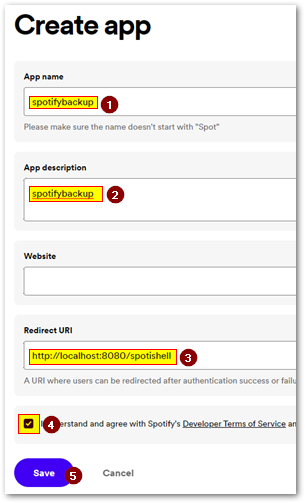 Create app
App name
spotifybackup
1
Please make sure the name doesn't start with "Spot"
App description
spotifybackup
2
Website
Redirect URI
http://localhost:8080/spotishell
3
A URI where users can be redirected after authentication success or failu
4
understand and agree with Spotify's Developer Terms of Service an
Save
5
Cancel